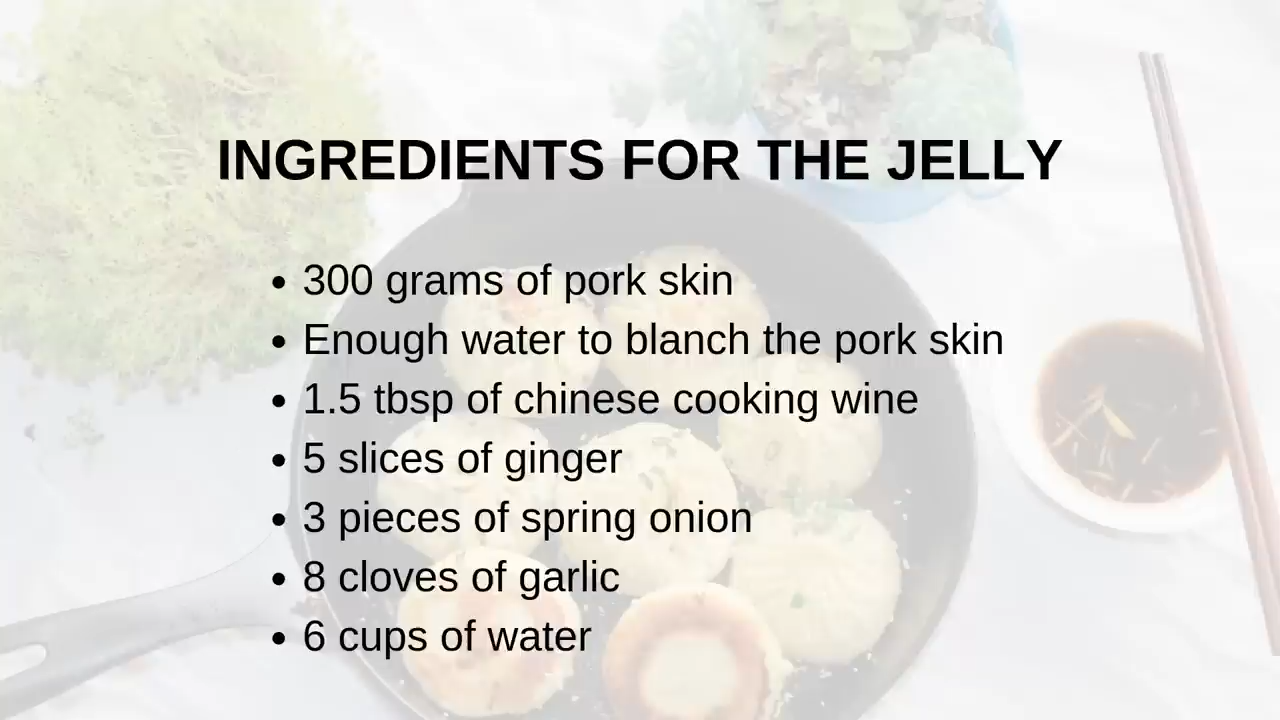 INGREDIENTS FOR THE JELLY
• 300 grams of pork skin
• Enough water to blanch the pork skin
• 1.5 tbsp of chinese cooking wine
• 5 slices of ginger
• 3 pieces of spring onion
• 8 cloves of garlic
• 6 cups of water